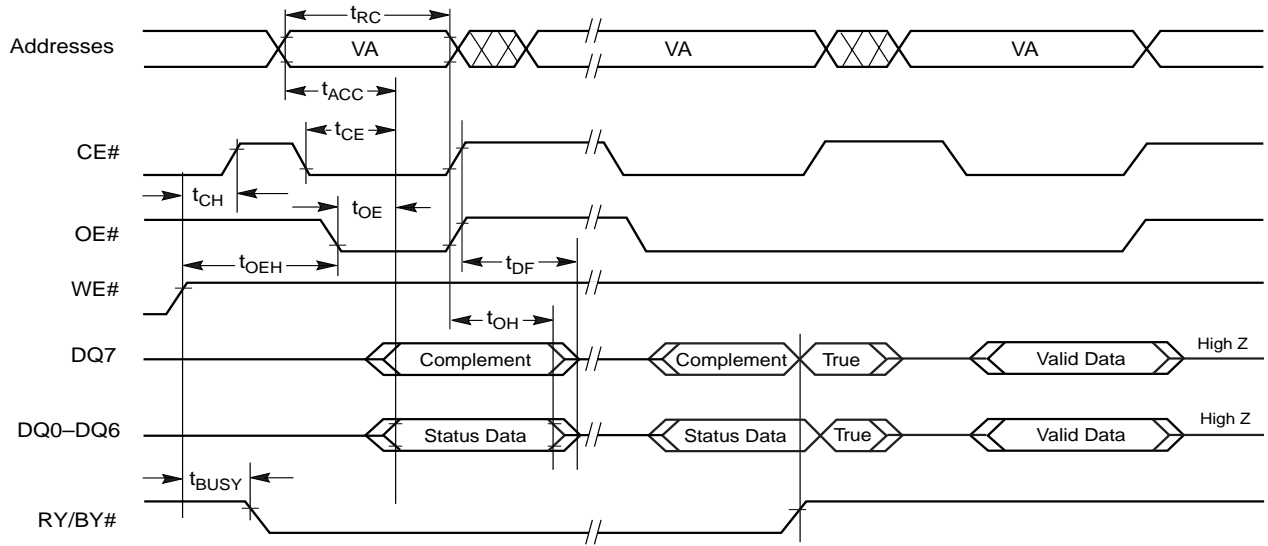 tRC
Addresses VA VA VA
tACC
tCE
CE#
tCH
tOE
OE#
tOEH
tDF
WE#
tOH
DQ7 Complement Complement True Valid Data High Z
DQ0–DQ6 Status Data Status Data True Valid Data High Z
tBUSY
RY/BY#